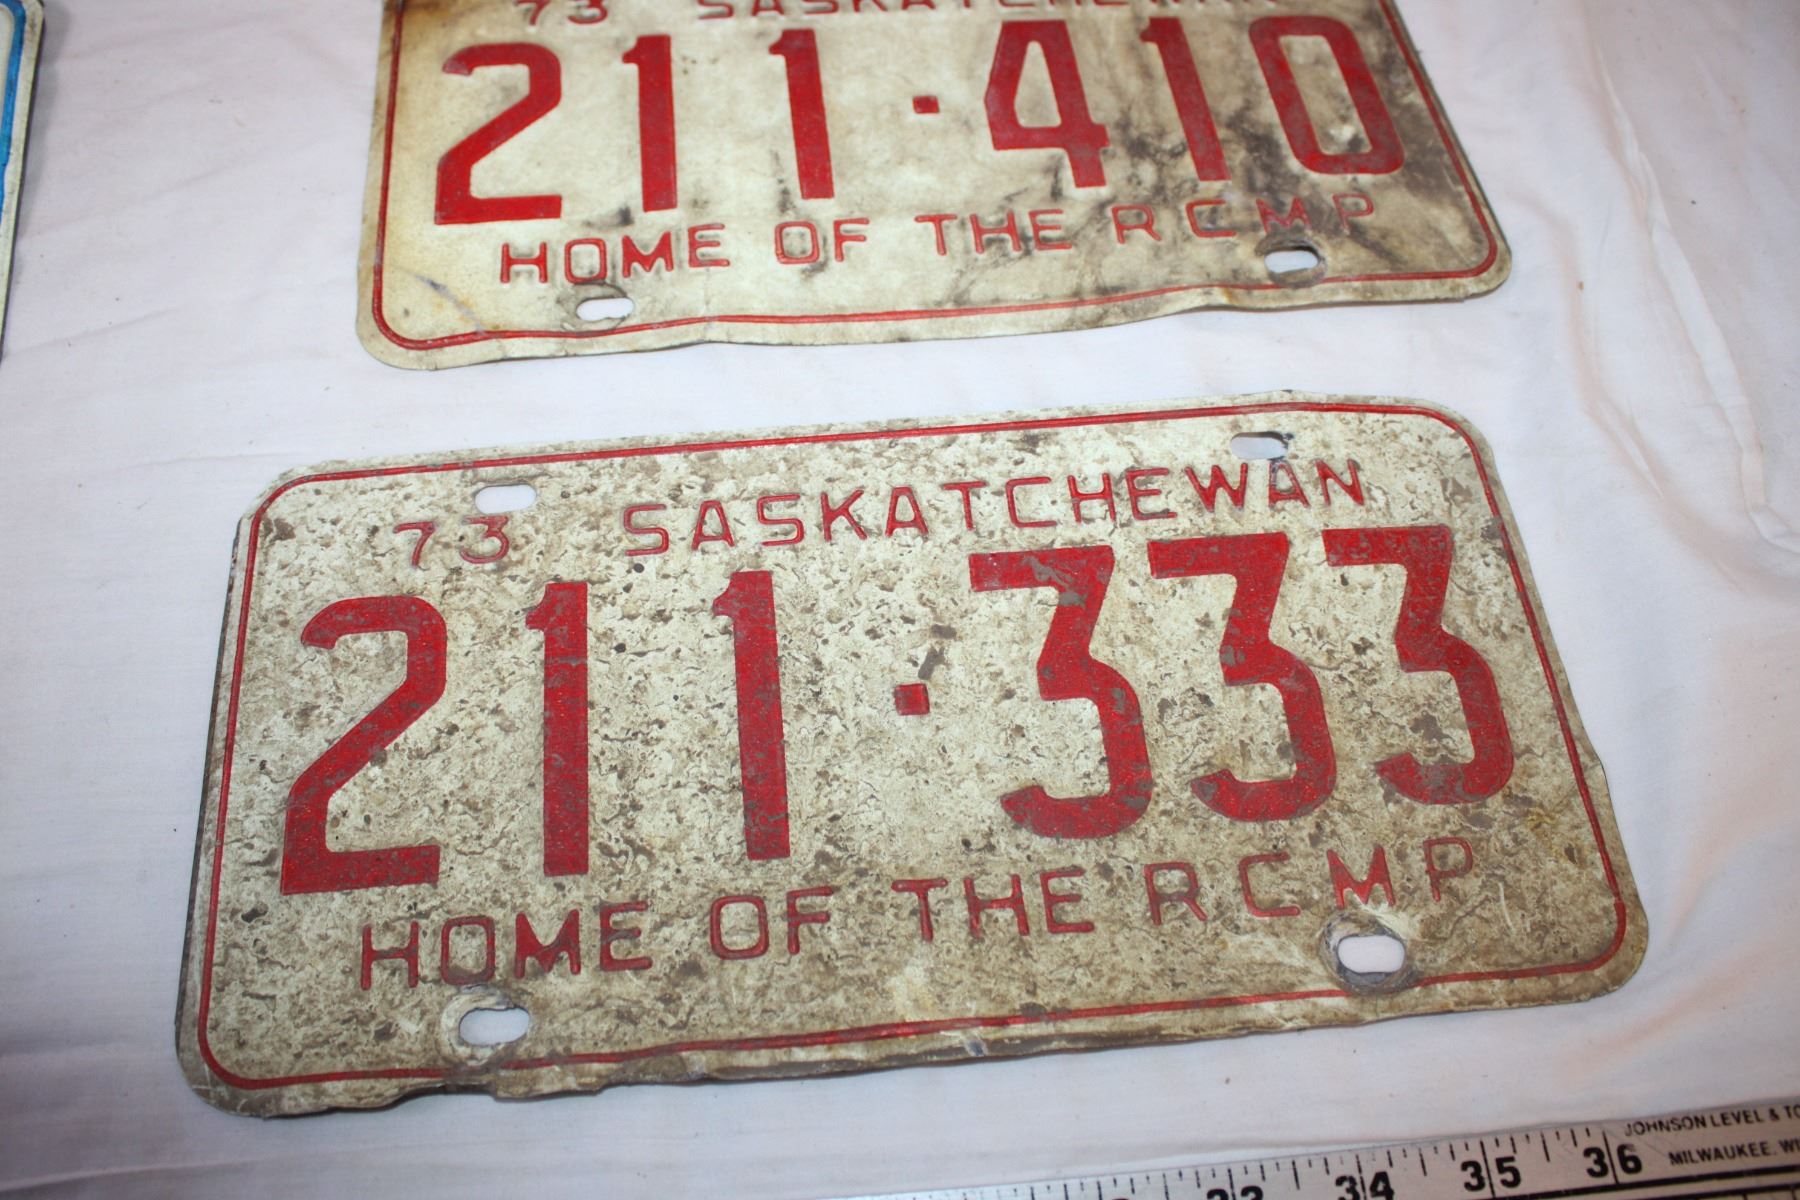 73 SASKATCHEWAN
211·410
HOME OF THE RCMP
73 SASKATCHEWAN
211·333
HOME OF THE RCMP
JOHNSON LEVEL & TO
MILWAUKEE, WI
34 35 36